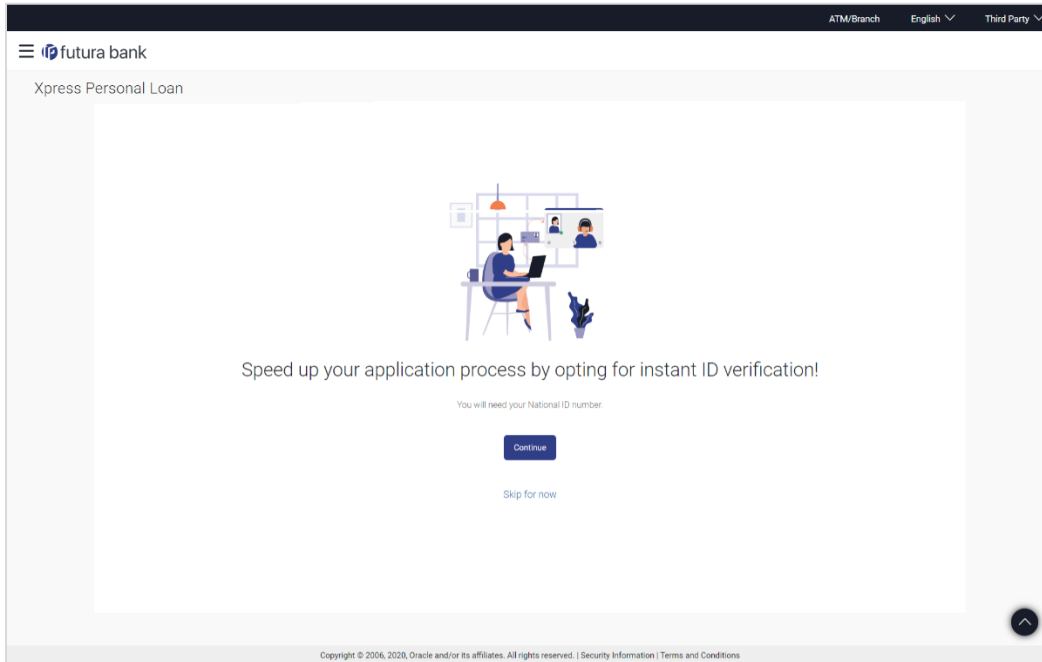 ATM/Branch English Third Party
futura bank
Xpress Personal Loan
Speed up your application process by opting for instant ID verification!
You will need your National ID number.
Continue
Skip for now
Copyright © 2006, 2020, Oracle and/or its affiliates. All rights reserved. | Security Information | Terms and Conditions